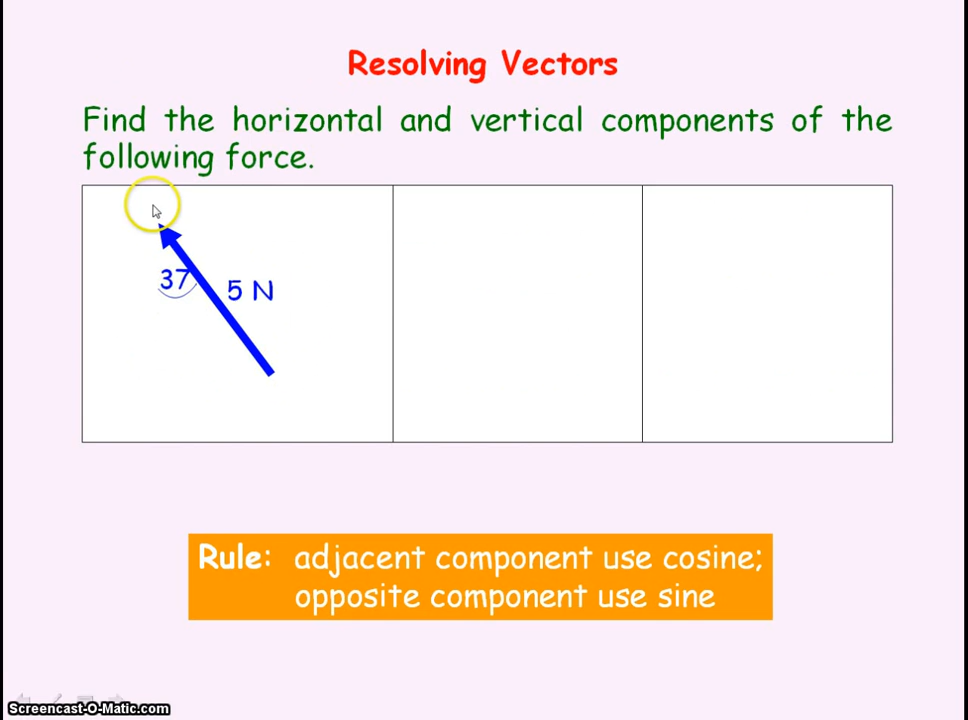 Resolving Vectors
Find the horizontal and vertical components of the
following force.
37
5 N
Rule: adjacent component use cosine;
opposite component use sine
Screencast-O-Matic.com